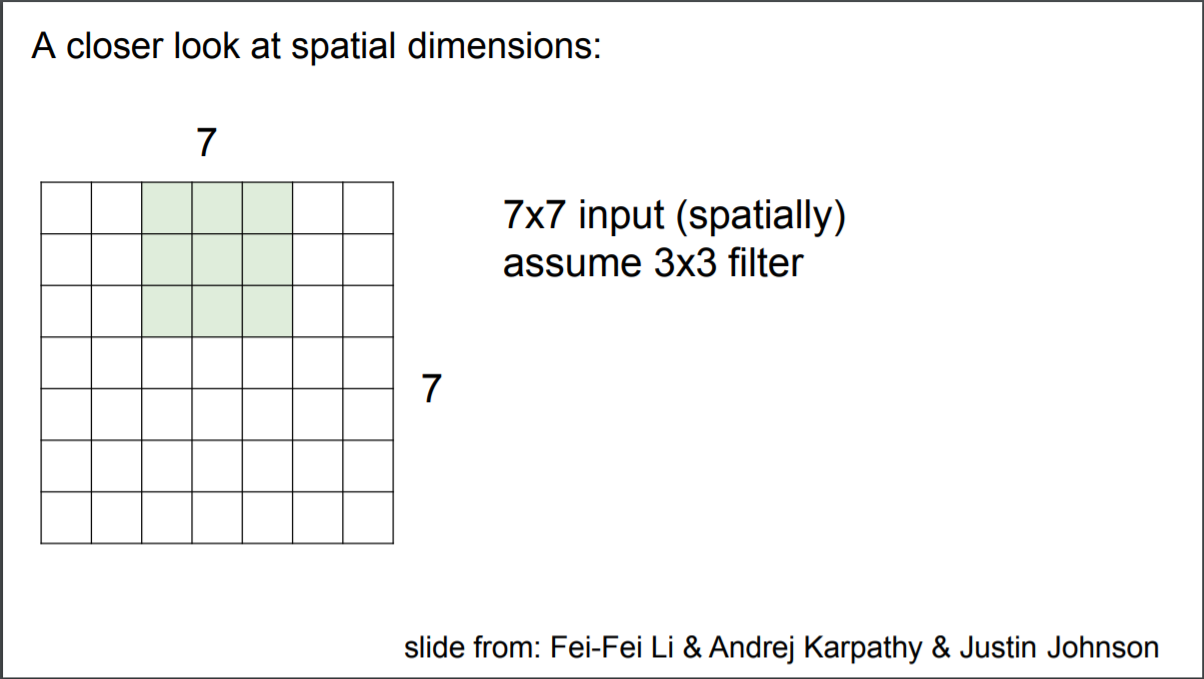 A closer look at spatial dimensions:
7
7x7 input (spatially)
assume 3x3 filter
7
slide from: Fei-Fei Li & Andrej Karpathy & Justin Johnson